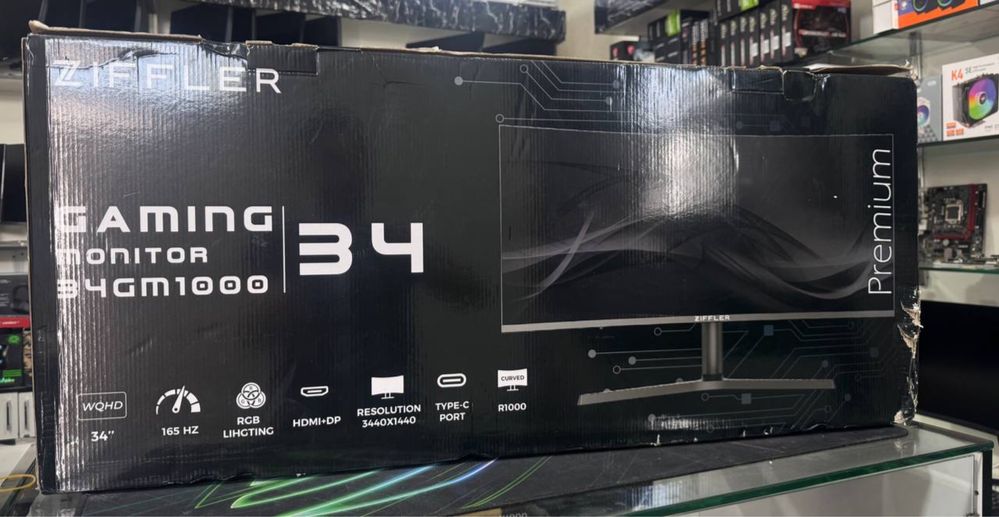 ZIFFLER
GAMING
MONITOR
34GM1000
34
Premium
ZIFFLER
WQHD
34"
165 HZ
RGB
LIHGTING
HDMI+DP
RESOLUTION
3440X1440
TYPE-C
PORT
CURVED
R1000
K4 SE